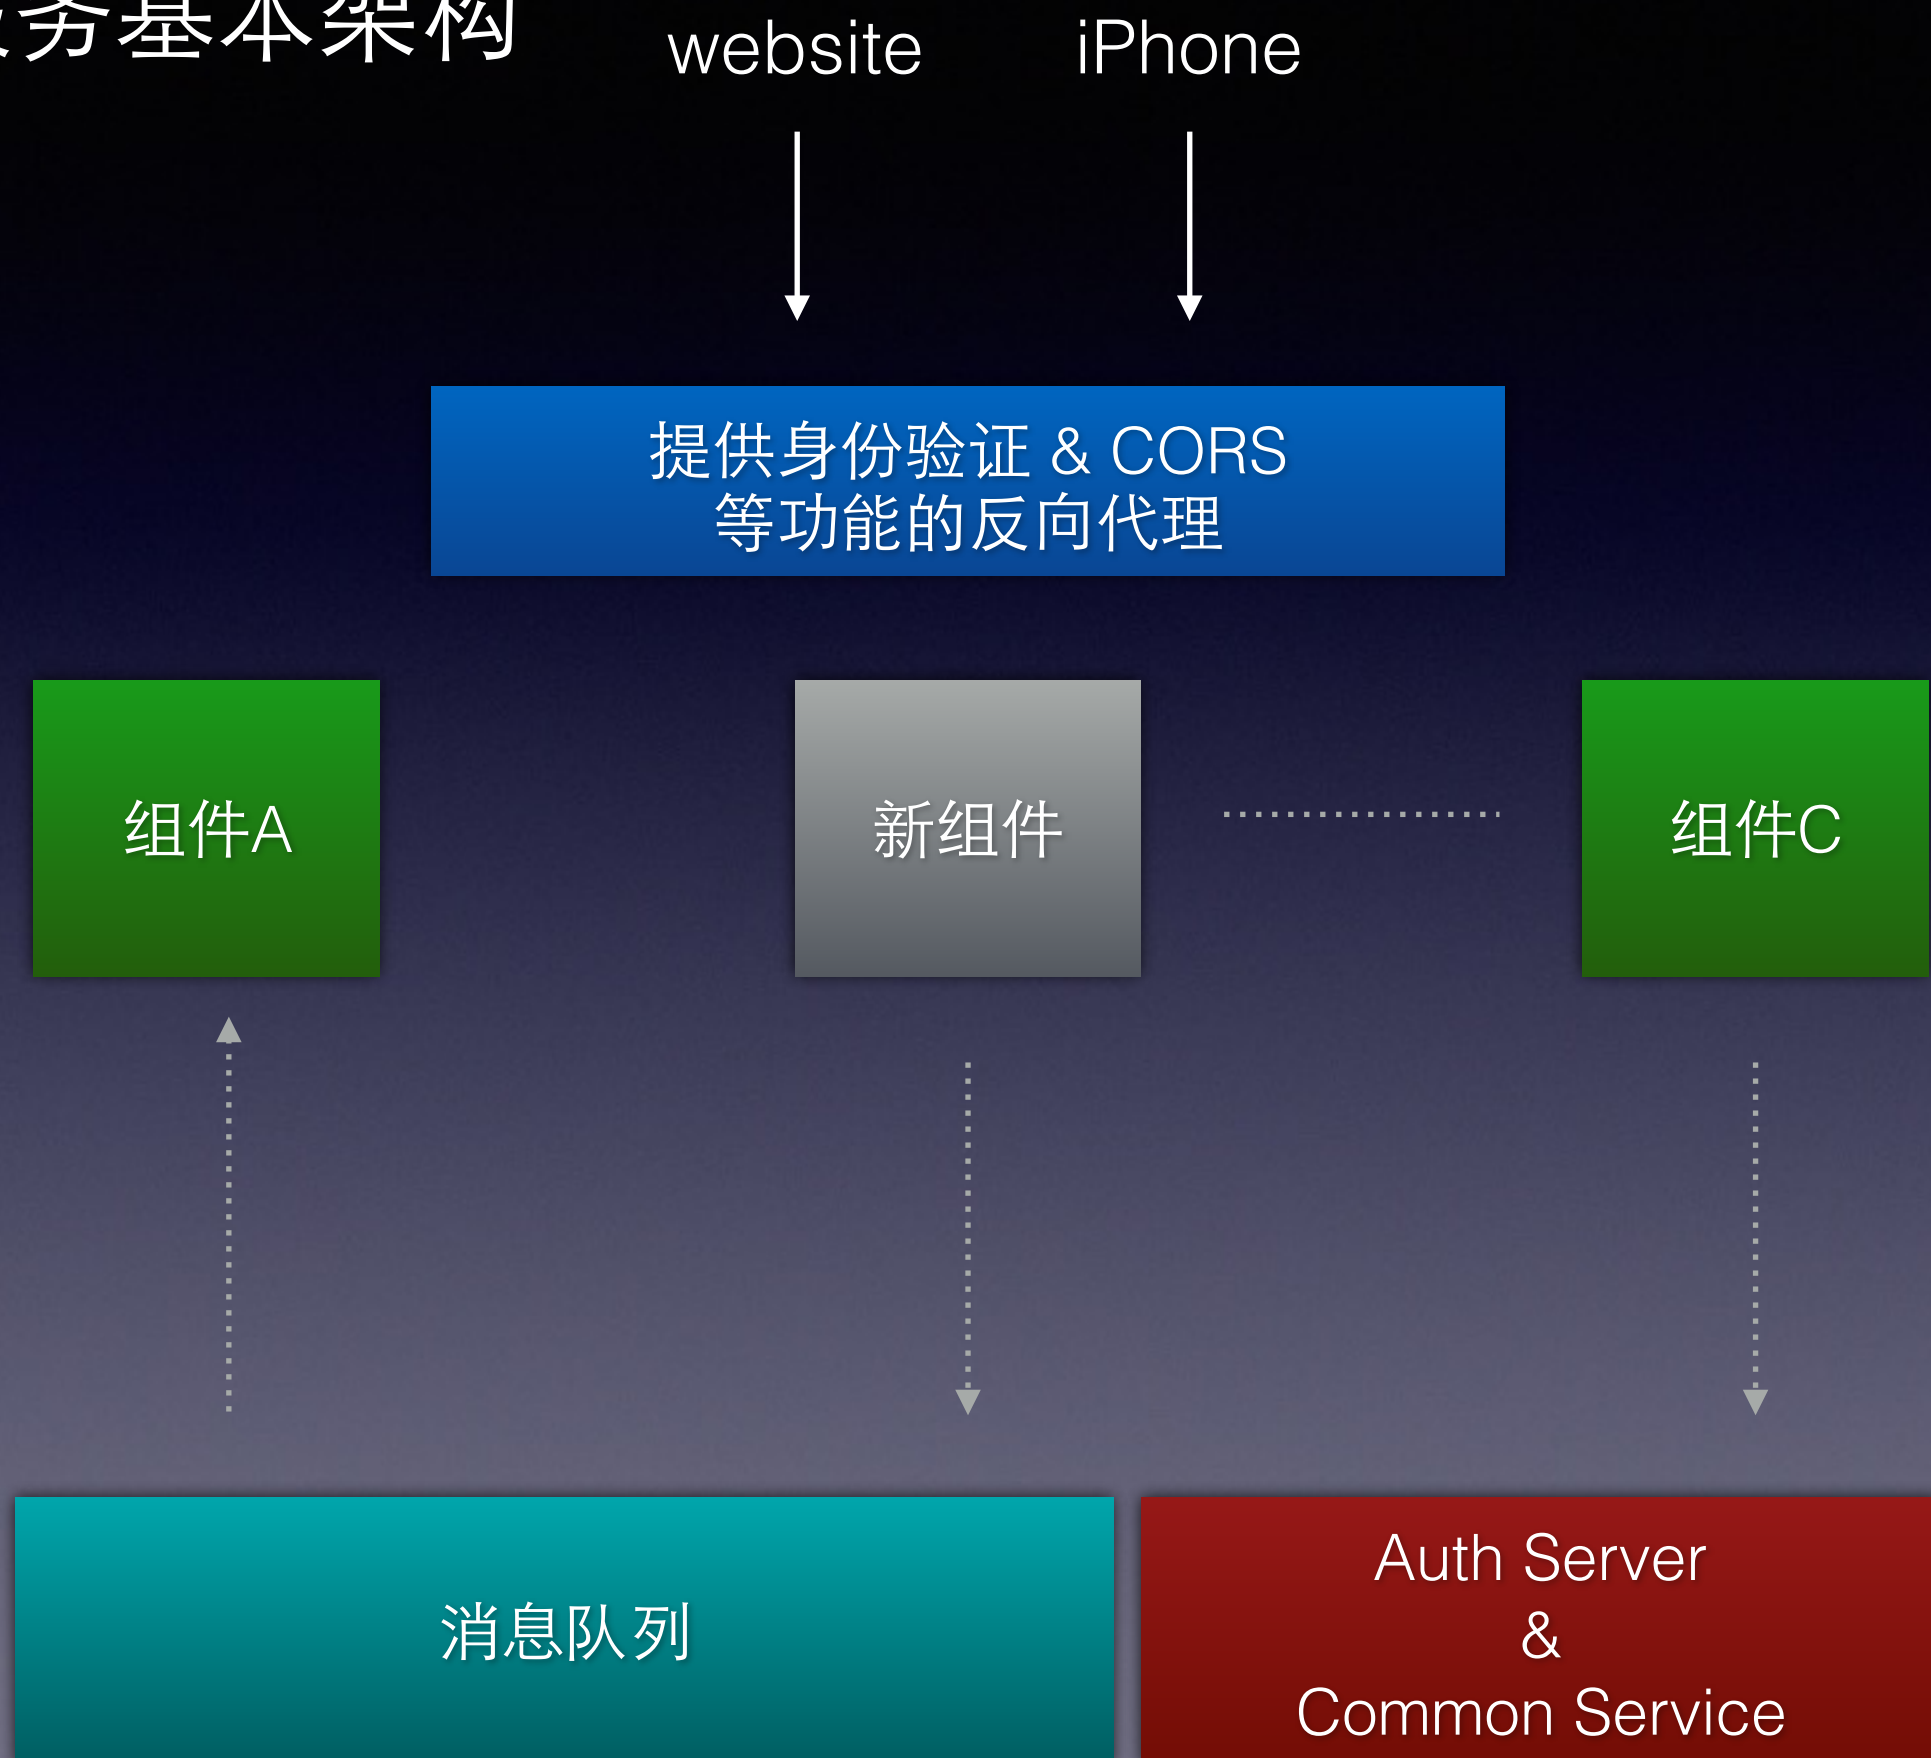 务基本架构
website
iPhone
提供身份验证 & CORS
等功能的反向代理
组件A
新组件
组件C
消息队列
Auth Server
&
Common Service